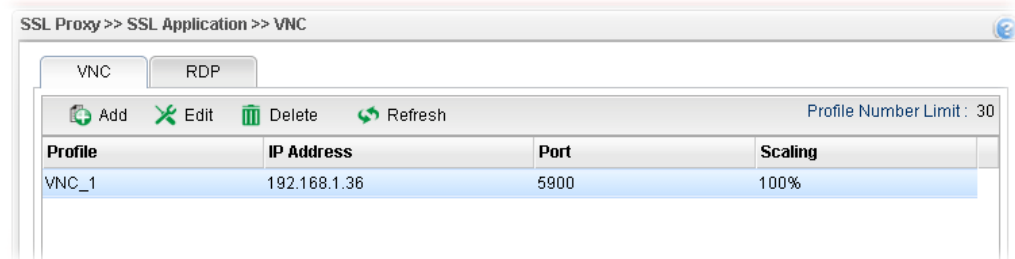 SSL Proxy >> SSL Application >> VNC
VNC RDP
Add Edit Delete Refresh Profile Number Limit : 30
Profile IP Address Port Scaling
VNC_1 192.168.1.36 5900 100%